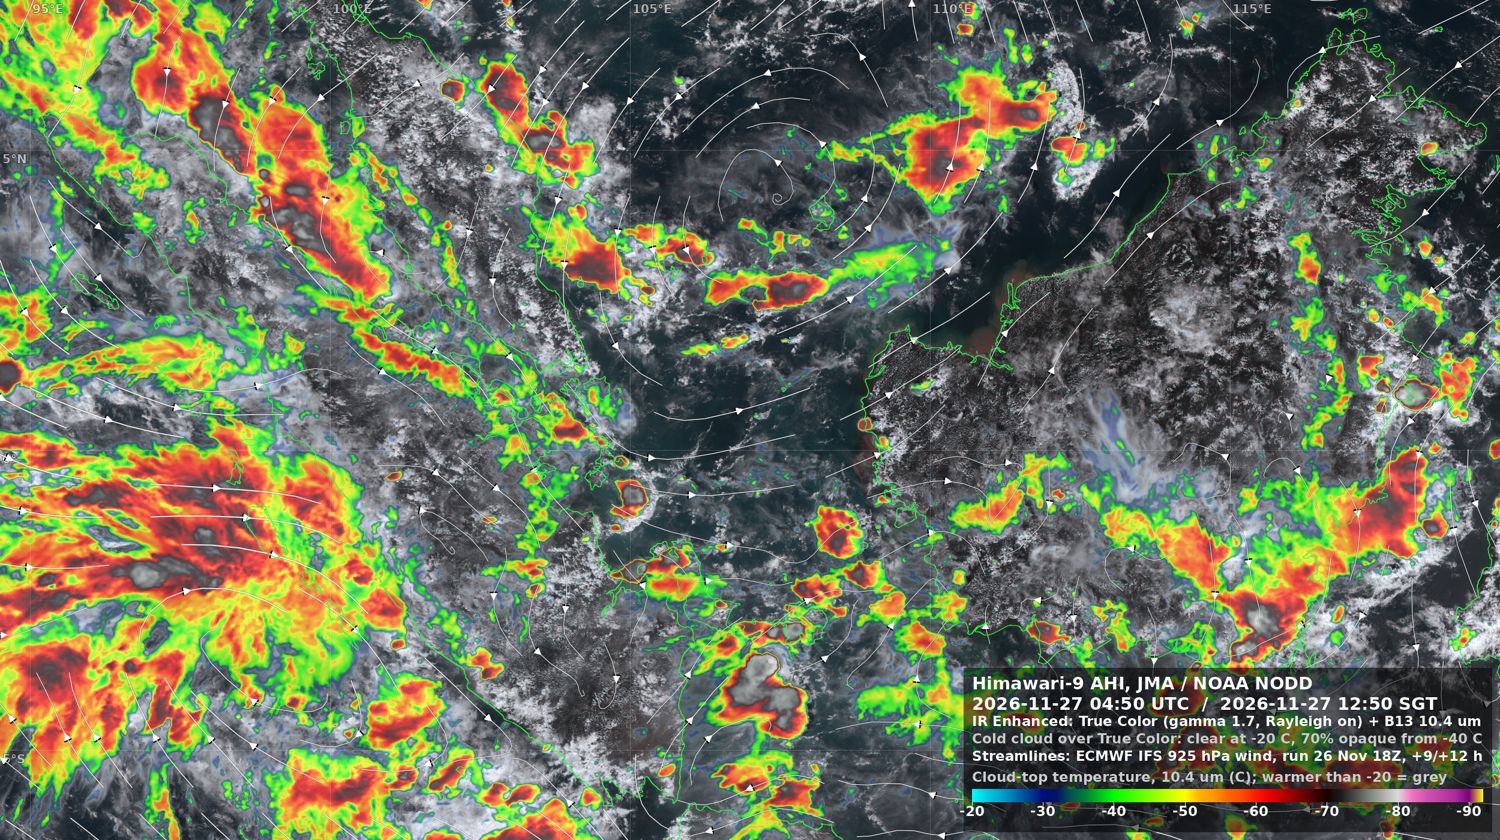 95°E
100°E
105°E
110°E
115°E
5°N
5°S
Himawari-9 AHI, JMA / NOAA NODD
2026-11-27 04:50 UTC / 2026-11-27 12:50 SGT
IR Enhanced: True Color (gamma 1.7, Rayleigh on) + B13 10.4 um
Cold cloud over True Color: clear at -20 C, 70% opaque from -40 C
Streamlines: ECMWF IFS 925 hPa wind, run 26 Nov 18Z, +9/+12 h
Cloud-top temperature, 10.4 um (C); warmer than -20 = grey
-20 -30 -40 -50 -60 -70 -80 -90